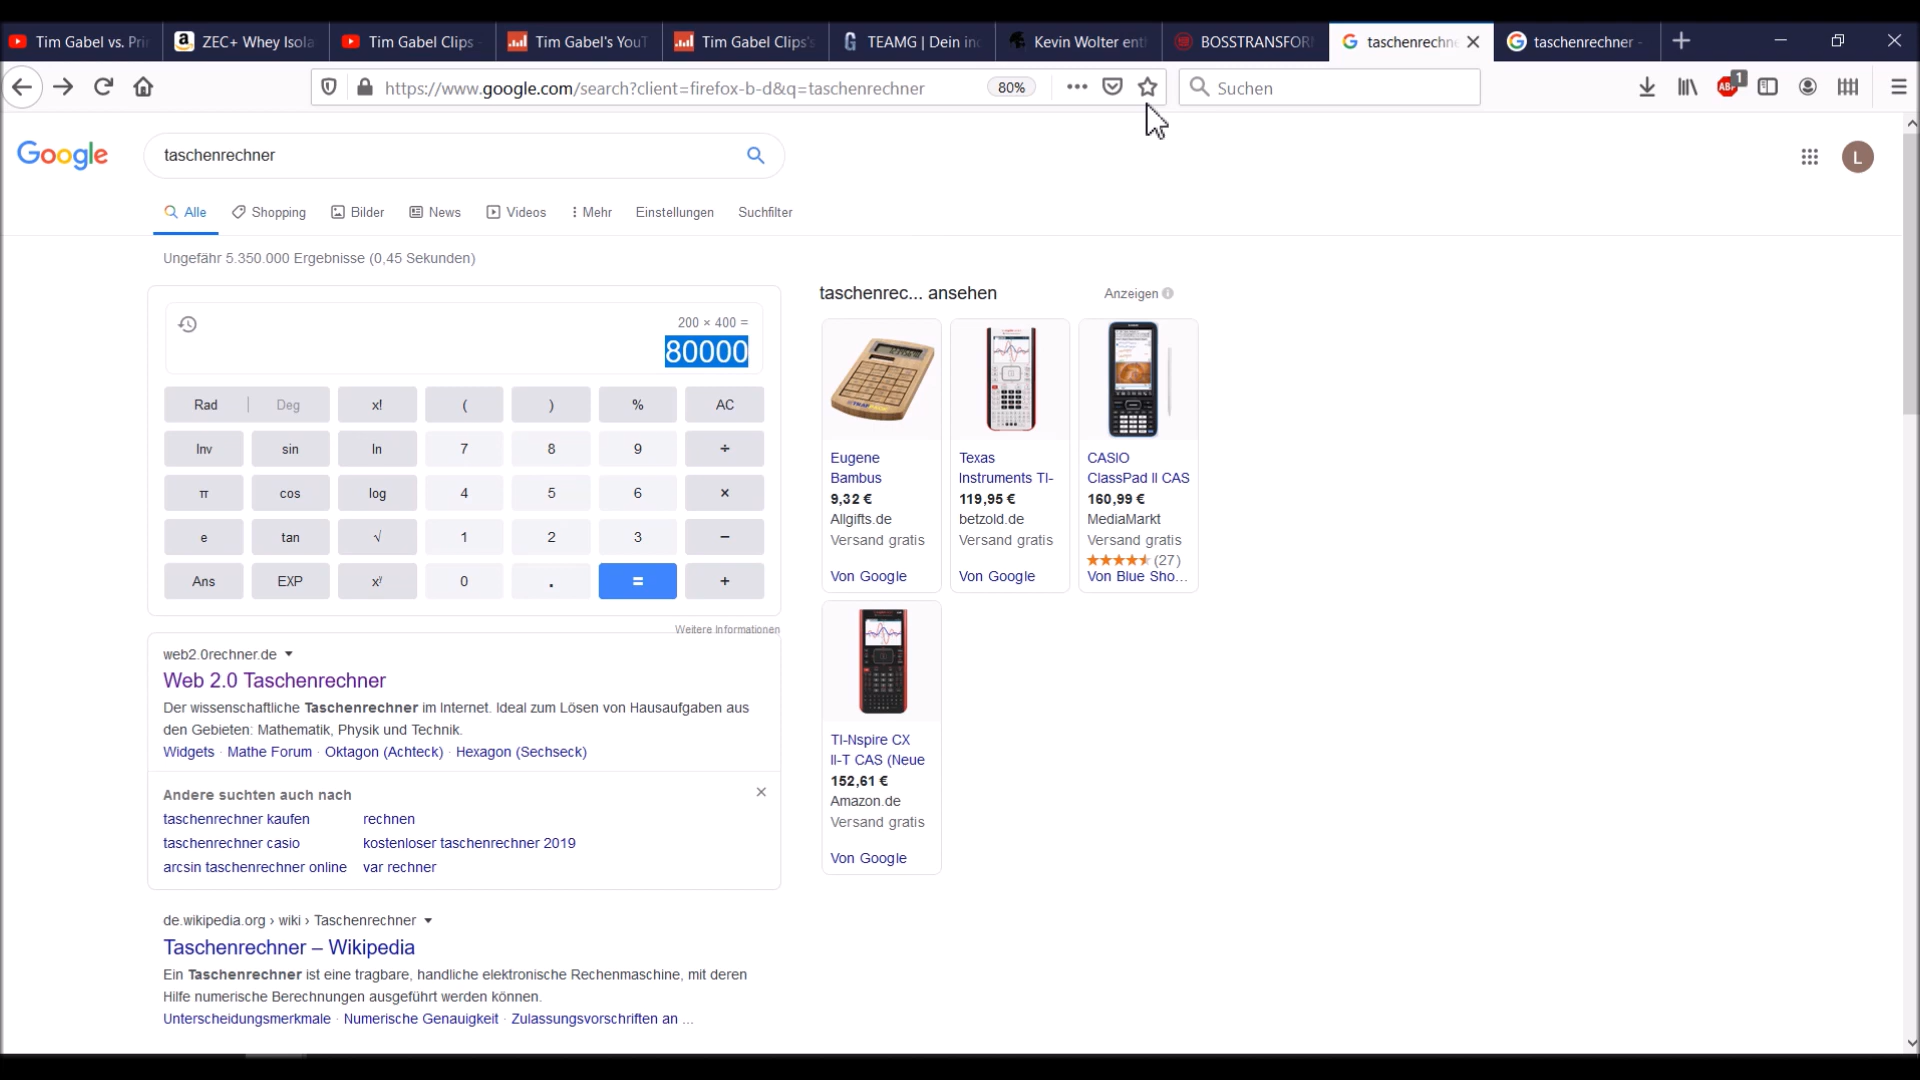 Tim Gabel vs. Pri
ZEC+ Whey Isola
Tim Gabel Clips -
Tim Gabel's YouT
Tim Gabel Clips's
TEAMG | Dein in
Kevin Wolter ent
BOSSTRANSFOR
taschenrechne
taschenrechner -
https://www.google.com/search?client=firefox-b-d&q=taschenrechner
80%
Suchen
ABP
1
Google
taschenrechner
L
Alle
Shopping
Bilder
News
Videos
Mehr
Einstellungen
Suchfilter
Ungefähr 5.350.000 Ergebnisse (0,45 Sekunden)
200 × 400 =
80000
Rad | Deg x! ( ) % AC
Inv sin ln 7 8 9 ÷
π cos log 4 5 6 ×
e tan √ 1 2 3 −
Ans EXP xʸ 0 . = +
Weitere Informationen
web2.0rechner.de
Web 2.0 Taschenrechner
Der wissenschaftliche Taschenrechner im Internet. Ideal zum Lösen von Hausaufgaben aus
den Gebieten: Mathematik, Physik und Technik.
Widgets · Mathe Forum · Oktagon (Achteck) · Hexagon (Sechseck)
Andere suchten auch nach
taschenrechner kaufen rechnen
taschenrechner casio kostenloser taschenrechner 2019
arcsin taschenrechner online var rechner
de.wikipedia.org › wiki › Taschenrechner
Taschenrechner – Wikipedia
Ein Taschenrechner ist eine tragbare, handliche elektronische Rechenmaschine, mit deren
Hilfe numerische Berechnungen ausgeführt werden können.
Unterscheidungsmerkmale · Numerische Genauigkeit · Zulassungsvorschriften an ...
taschenrec... ansehen
Anzeigen
Eugene
Bambus
9,32 €
Allgifts.de
Versand gratis
Von Google
Texas
Instruments TI-
119,95 €
betzold.de
Versand gratis
Von Google
CASIO
ClassPad II CAS
160,99 €
MediaMarkt
Versand gratis
(27)
Von Blue Sho...
TI-Nspire CX
II-T CAS (Neue
152,61 €
Amazon.de
Versand gratis
Von Google